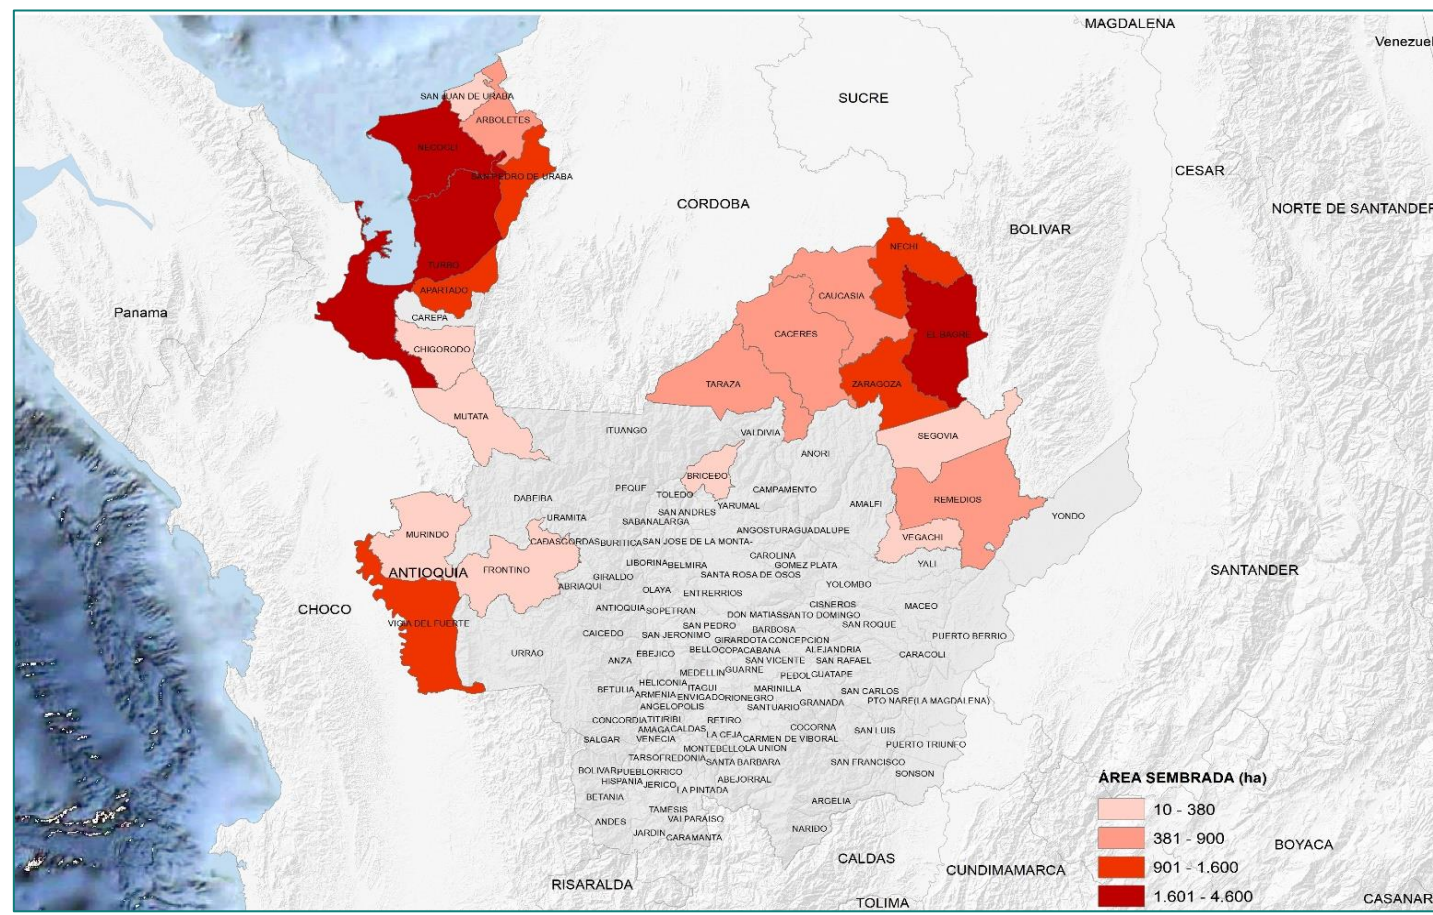 MAGDALENA
Venezuel
SAN JUAN DE URABA
SUCRE
ARBOLETES
NECOCLI
CESAR
SAN PEDRO DE URABA
CORDOBA
NORTE DE SANTANDER
BOLIVAR
NECHI
TURBO
APARTADO
CAUCASIA
Panama
CAREPA
CACERES
EL BAGRE
CHIGORODO
TARAZA
ZARAGOZA
MUTATA
ITUANGO
VALDIVIA
SEGOVIA
ANORI
BRICEÐO
PEQUE
TOLEDO
CAMPAMENTO
DABEIBA
REMEDIOS
YARUMAL
AMALFI
SAN ANDRES
URAMITA
SABANALARGA
YONDO
ANGOSTURA
GUADALUPE
MURINDO
VEGACHI
CAÐASGORDAS
BURITICA
SAN JOSE DE LA MONTA-
CAROLINA
LIBORINA
BELMIRA
GOMEZ PLATA
YALI
ANTIOQUIA
FRONTINO
GIRALDO
SANTA ROSA DE OSOS
SANTANDER
ABRIAQUI
OLAYA
ENTRERRIOS
YOLOMBO
CHOCO
ANTIOQUIA
SOPETRAN
CISNEROS
MACEO
DON MATIAS
SANTO DOMINGO
VIGIA DEL FUERTE
SAN PEDRO
SAN ROQUE
CAICEDO
SAN JERONIMO
BARBOSA
PUERTO BERRIO
GIRARDOTA
CONCEPCION
URRAO
EBEJICO
BELLO
COPACABANA
ALEJANDRIA
CARACOLI
ANZA
SAN VICENTE
SAN RAFAEL
MEDELLIN
GUARNE
PEÐOL
GUATAPE
HELICONIA
BETULIA
ITAGUI
MARINILLA
SAN CARLOS
ARMENIA
ENVIGADO
RIONEGRO
PTO NARE(LA MAGDALENA)
ANGELOPOLIS
SANTUARIO
GRANADA
CONCORDIA
TITIRIBI
RETIRO
AMAGA
CALDAS
COCORNA
SAN LUIS
SALGAR
VENECIA
LA CEJA
CARMEN DE VIBORAL
MONTEBELLO
LA UNION
PUERTO TRIUNFO
TARSO
FREDONIA
SANTA BARBARA
SAN FRANCISCO
BOLIVAR
PUEBLORRICO
SONSON
HISPANIA
JERICO
ABEJORRAL
LA PINTADA
BETANIA
ARGELIA
TAMESIS
ANDES
VALPARAISO
NARIÐO
JARDIN
CARAMANTA
CALDAS
CUNDIMAMARCA
BOYACA
RISARALDA
TOLIMA
CASANAR
ÁREA SEMBRADA (ha)
10 - 380
381 - 900
901 - 1.600
1.601 - 4.600